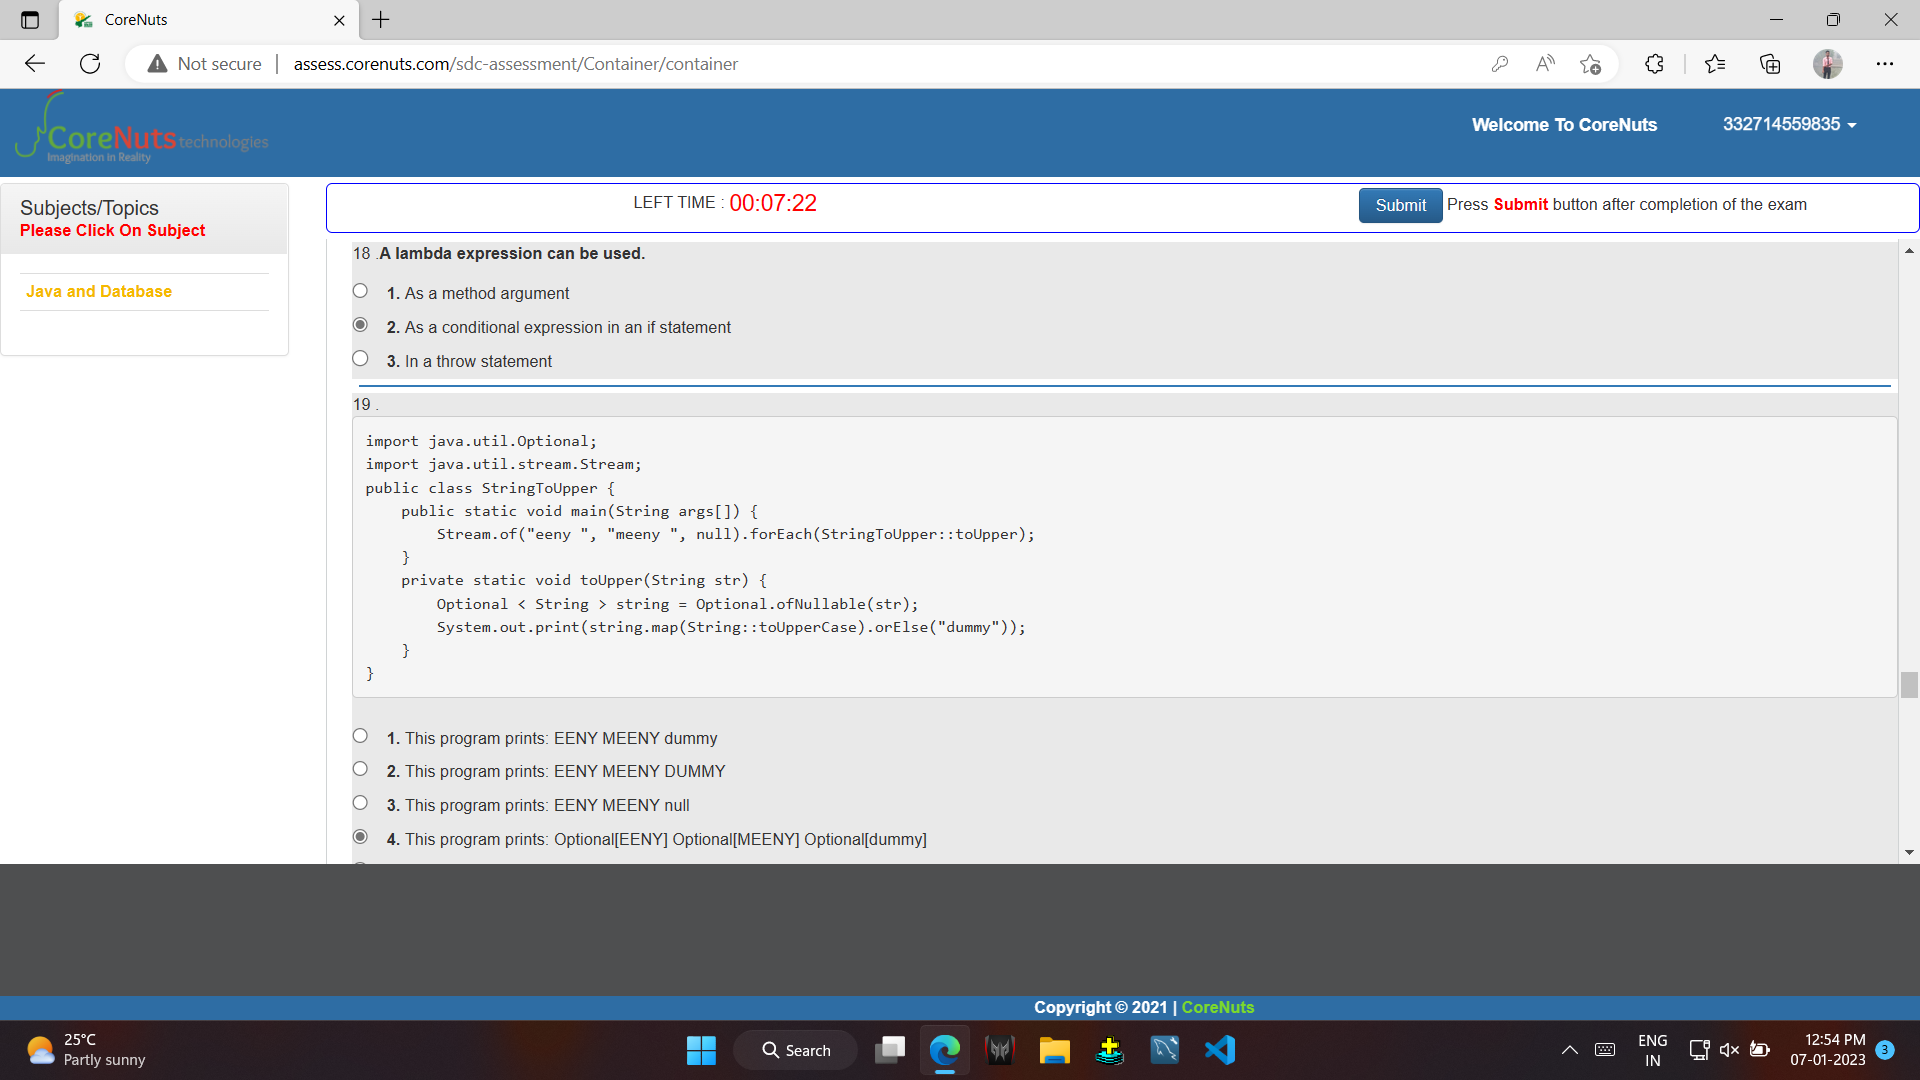 CoreNuts
Not secure
assess.corenuts.com/sdc-assessment/Container/container
CoreNuts technologies
Imagination in Reality
Welcome To CoreNuts
332714559835
Subjects/Topics
Please Click On Subject
Java and Database
LEFT TIME : 00:07:22
Submit Press Submit button after completion of the exam
18 .A lambda expression can be used.
1. As a method argument
2. As a conditional expression in an if statement
3. In a throw statement
19 .
import java.util.Optional;
import java.util.stream.Stream;
public class StringToUpper {
    public static void main(String args[]) {
        Stream.of("eeny ", "meeny ", null).forEach(StringToUpper::toUpper);
    }
    private static void toUpper(String str) {
        Optional < String > string = Optional.ofNullable(str);
        System.out.print(string.map(String::toUpperCase).orElse("dummy"));
    }
}
1. This program prints: EENY MEENY dummy
2. This program prints: EENY MEENY DUMMY
3. This program prints: EENY MEENY null
4. This program prints: Optional[EENY] Optional[MEENY] Optional[dummy]
Copyright © 2021 | CoreNuts
25°C
Partly sunny
Search
ENG
IN
12:54 PM
07-01-2023
3